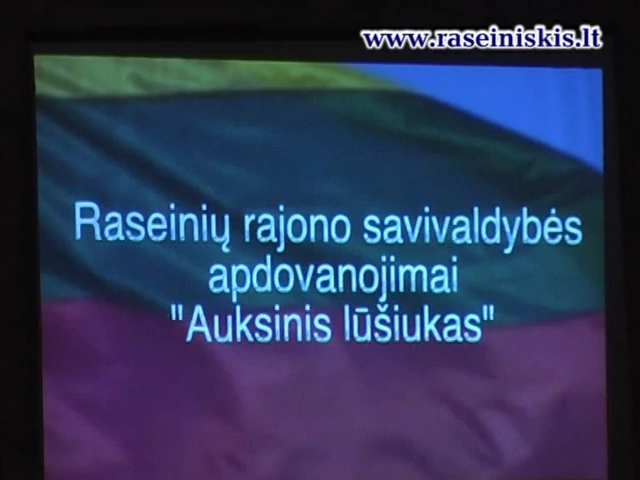 www.raseiniskis.lt
Raseinių rajono savivaldybės
apdovanojimai
"Auksinis lūšiukas"